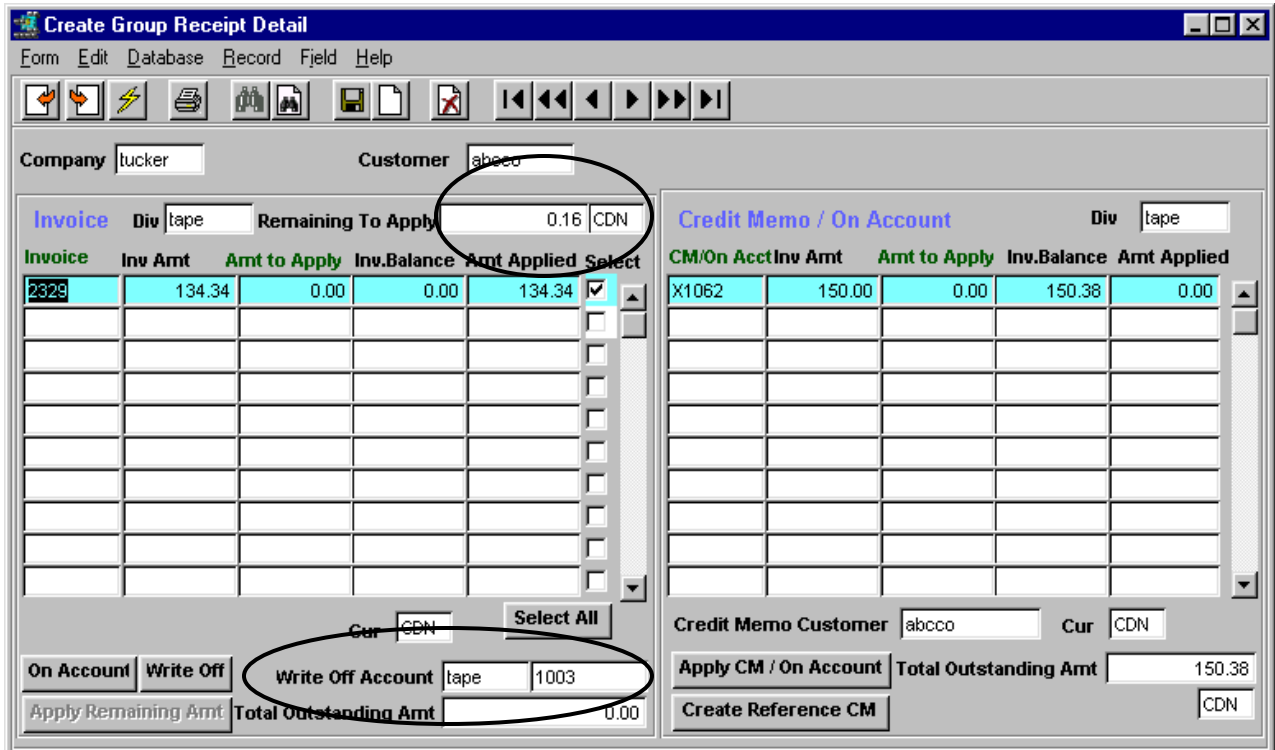 Create Group Receipt Detail
Form Edit Database Record Field Help
Company tucker Customer abcco
Invoice Div tape Remaining To Apply 0.16 CDN
Credit Memo / On Account Div tape
Invoice Inv Amt Amt to Apply Inv.Balance Amt Applied Select
CM/On Acct Inv Amt Amt to Apply Inv.Balance Amt Applied
2329 134.34 0.00 0.00 134.34
X1062 150.00 0.00 150.38 0.00
Cur CDN Select All
On Account Write Off Write Off Account tape 1003
Apply Remaining Amt Total Outstanding Amt 0.00
Credit Memo Customer abcco Cur CDN
Apply CM / On Account Total Outstanding Amt 150.38
Create Reference CM CDN